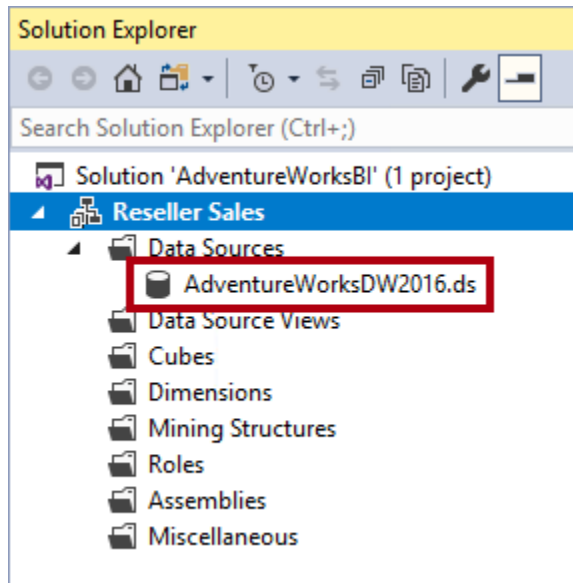 Solution Explorer
Search Solution Explorer (Ctrl+;)
Solution 'AdventureWorksBI' (1 project)
Reseller Sales
Data Sources
AdventureWorksDW2016.ds
Data Source Views
Cubes
Dimensions
Mining Structures
Roles
Assemblies
Miscellaneous